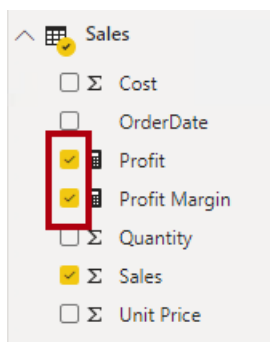 Sales
Σ Cost
OrderDate
Profit
Profit Margin
Σ Quantity
Σ Sales
Σ Unit Price